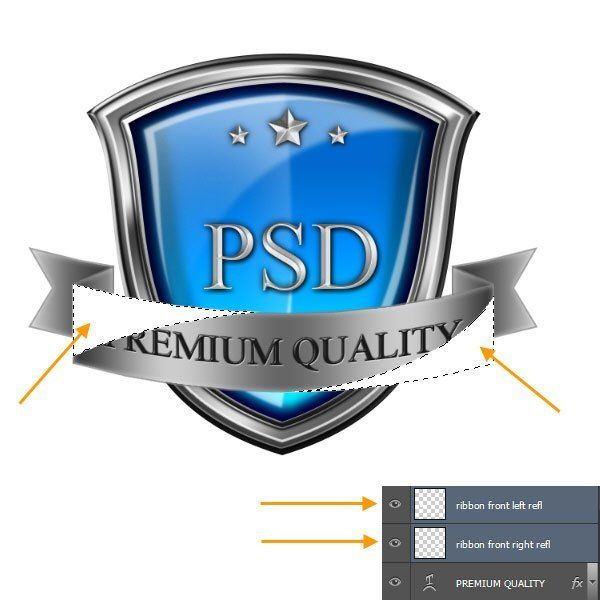 PSD
PREMIUM QUALITY
ribbon front left refl
ribbon front right refl
PREMIUM QUALITY fx